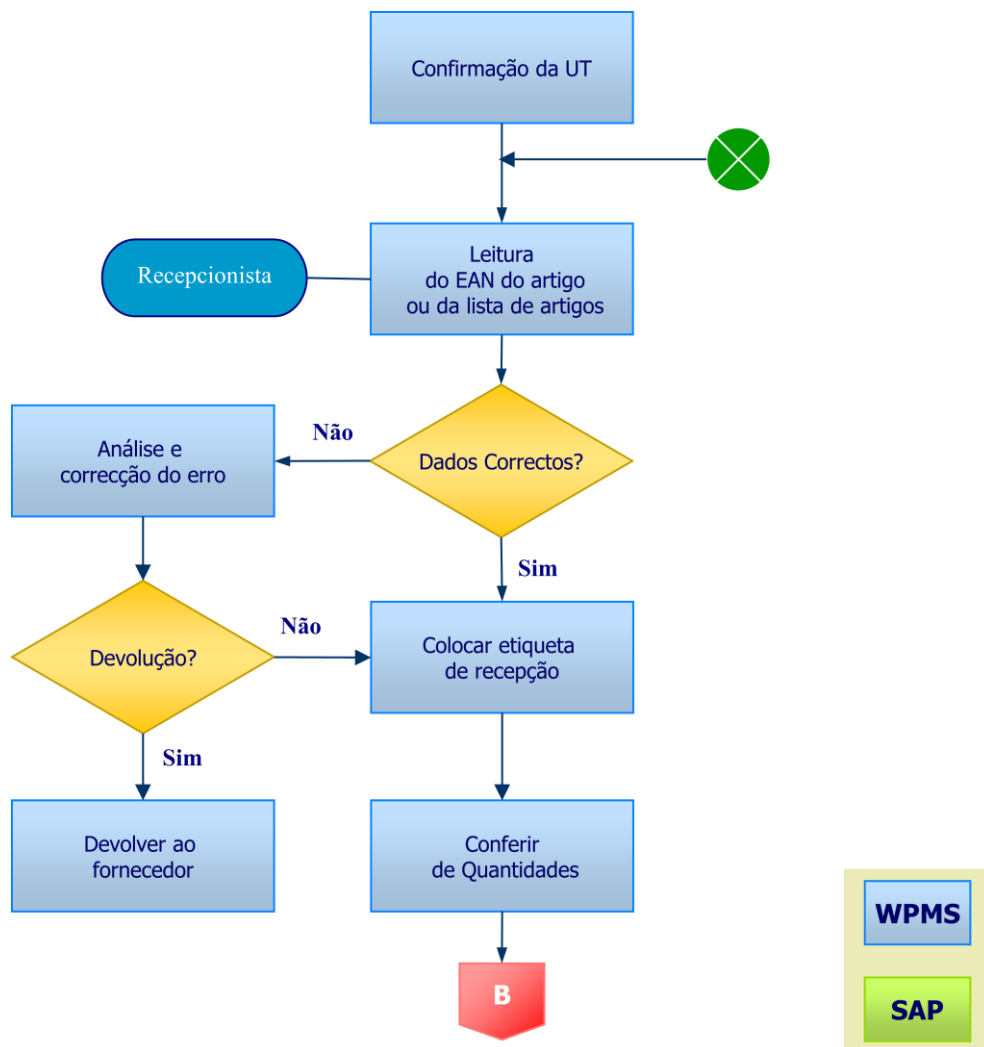 Confirmação da UT
Recepcionista
Leitura
do EAN do artigo
ou da lista de artigos
Não
Dados Correctos?
Análise e
correcção do erro
Sim
Não
Devolução?
Colocar etiqueta
de recepção
Sim
Devolver ao
fornecedor
Conferir
de Quantidades
B
WPMS
SAP